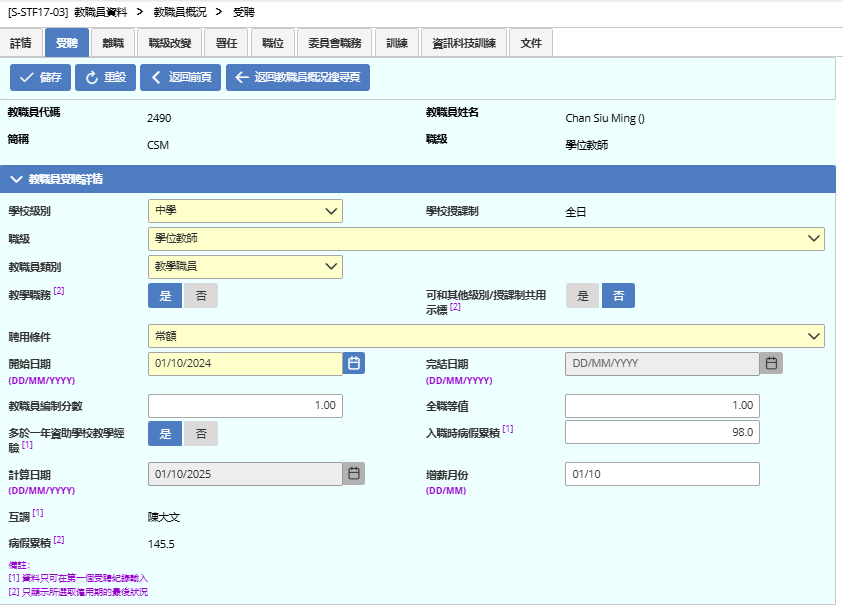 [S-STF17-03] 教職員資料 > 教職員概況 > 受聘
詳情 受聘 離職 職級改變 署任 職位 委員會職務 訓練 資訊科技訓練 文件
儲存 重設 返回前頁 返回教職員概況搜尋頁
教職員代碼 2490 教職員姓名 Chan Siu Ming ()
簡稱 CSM 職級 學位教師
教職員受聘詳情
學校級別 中學 學校授課制 全日
職級 學位教師
教職員類別 教學職員
教學職務 [2] 是 否 可和其他級別/授課制共用
示標 [2] 是 否
聘用條件 常額
開始日期 01/10/2024 完結日期 DD/MM/YYYY
(DD/MM/YYYY) (DD/MM/YYYY)
教職員編制分數 1.00 全職等值 1.00
多於一年資助學校教學經
驗 [1] 是 否 入職時病假累積 [1] 98.0
計算日期 01/10/2025 增薪月份 01/10
(DD/MM/YYYY) (DD/MM)
互調 [1] 陳大文
病假累積 [2] 145.5
備註:
[1] 資料只可在第一個受聘紀錄輸入
[2] 只顯示所選取僱用期的最後狀況